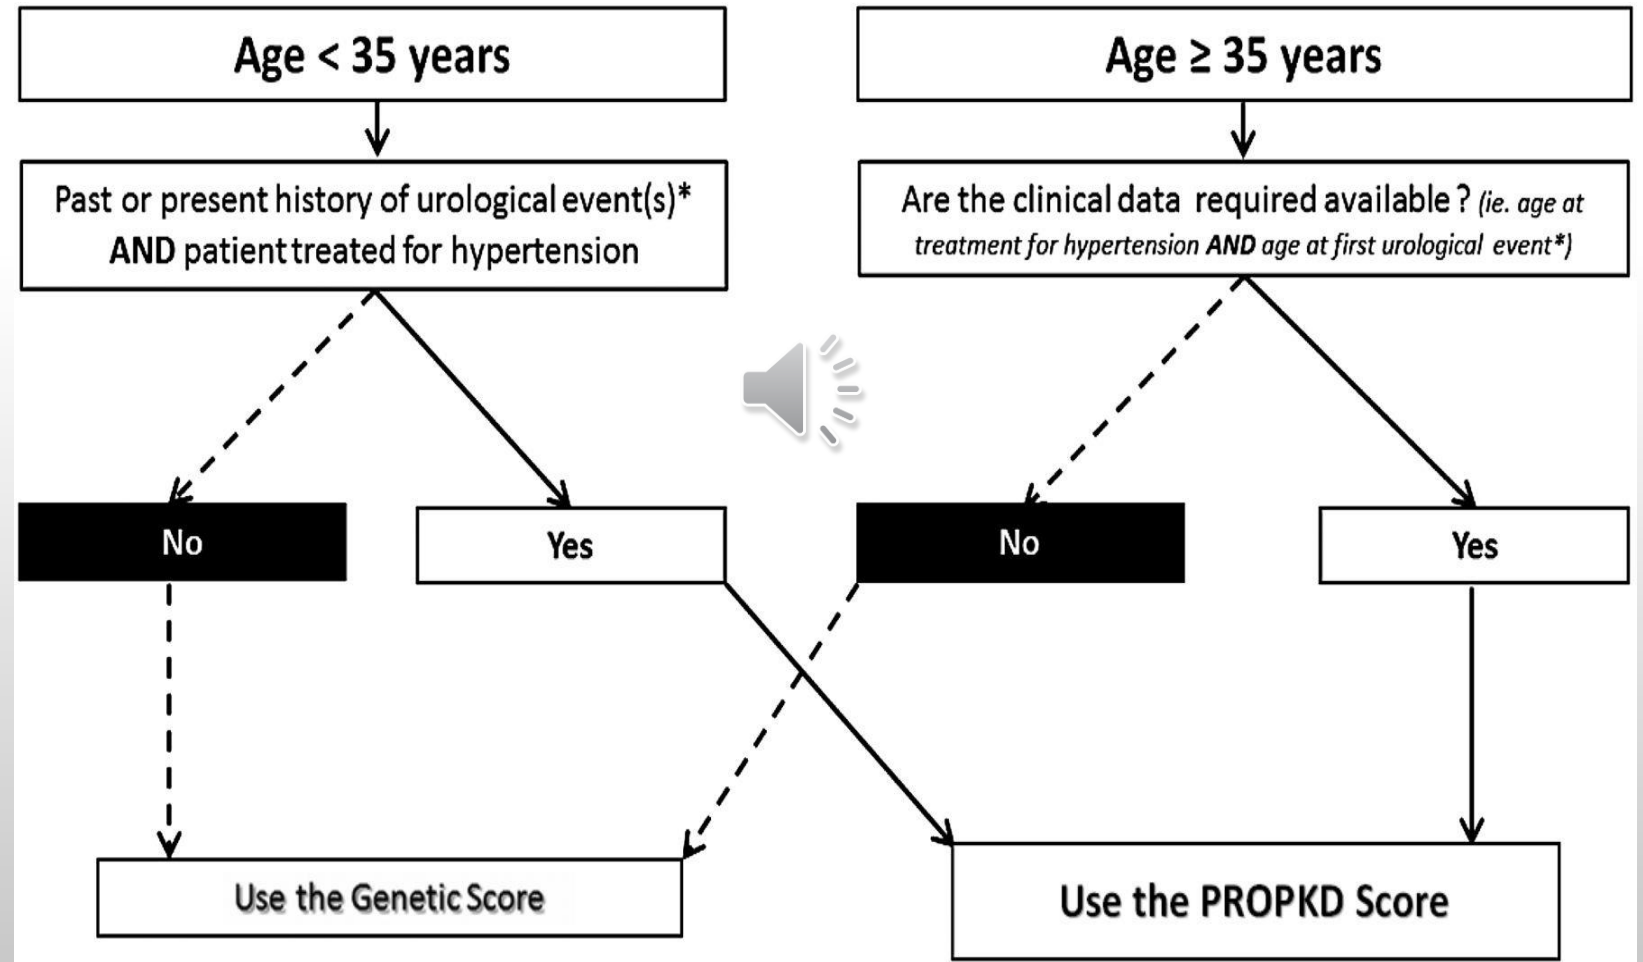 Age < 35 years
Age ≥ 35 years
Past or present history of urological event(s)*
AND patient treated for hypertension
Are the clinical data required available ? (ie. age at
treatment for hypertension AND age at first urological event*)
No
Yes
No
Yes
Use the Genetic Score
Use the PROPKD Score